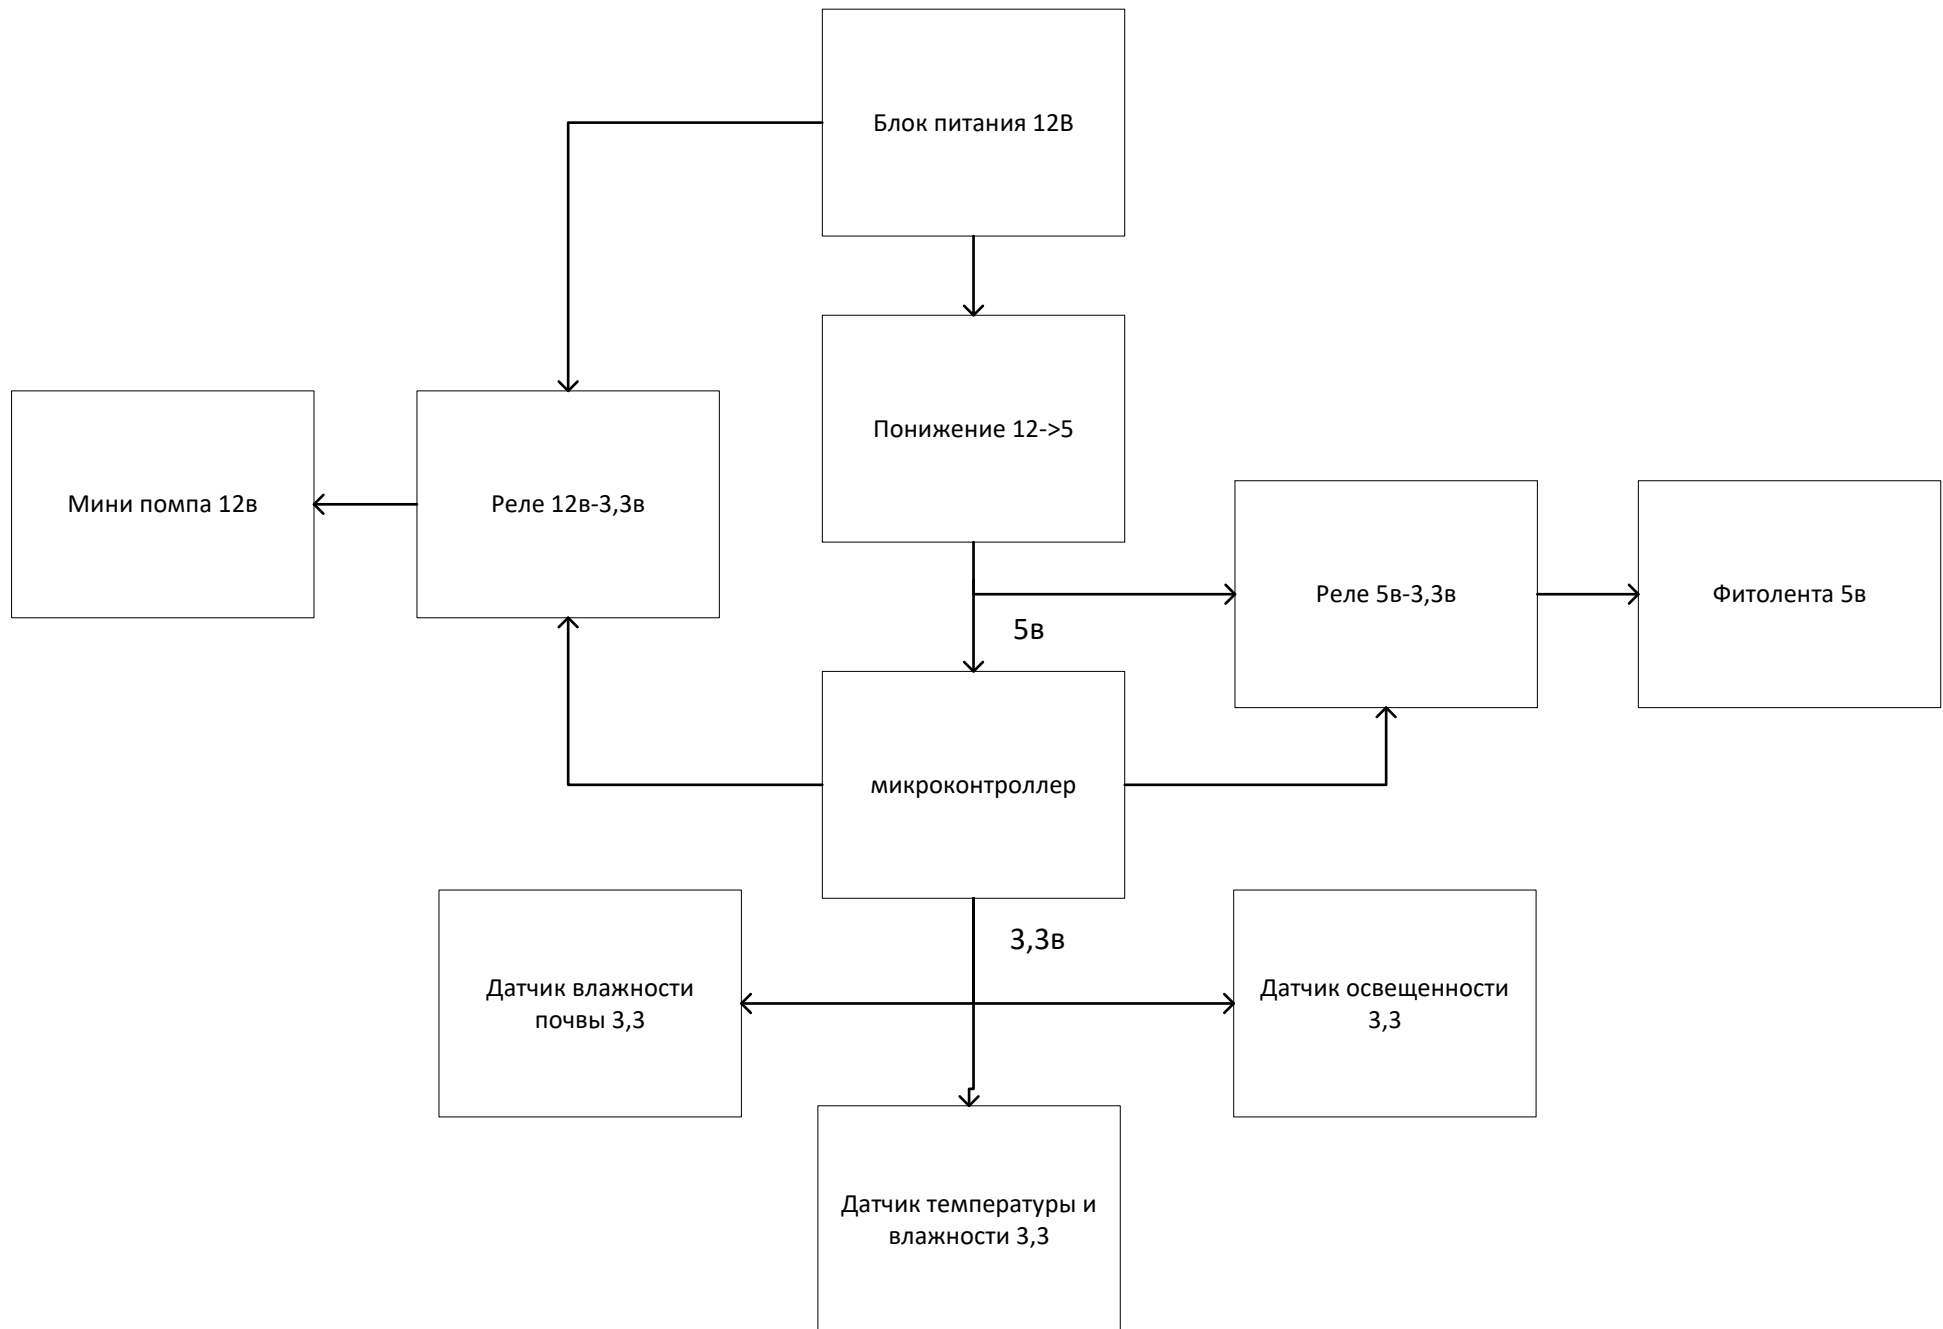 Блок питания 12В
Понижение 12->5
Мини помпа 12в
Реле 12в-3,3в
Реле 5в-3,3в
Фитолента 5в
5в
микроконтроллер
3,3в
Датчик влажности
почвы 3,3
Датчик освещенности
3,3
Датчик температуры и
влажности 3,3